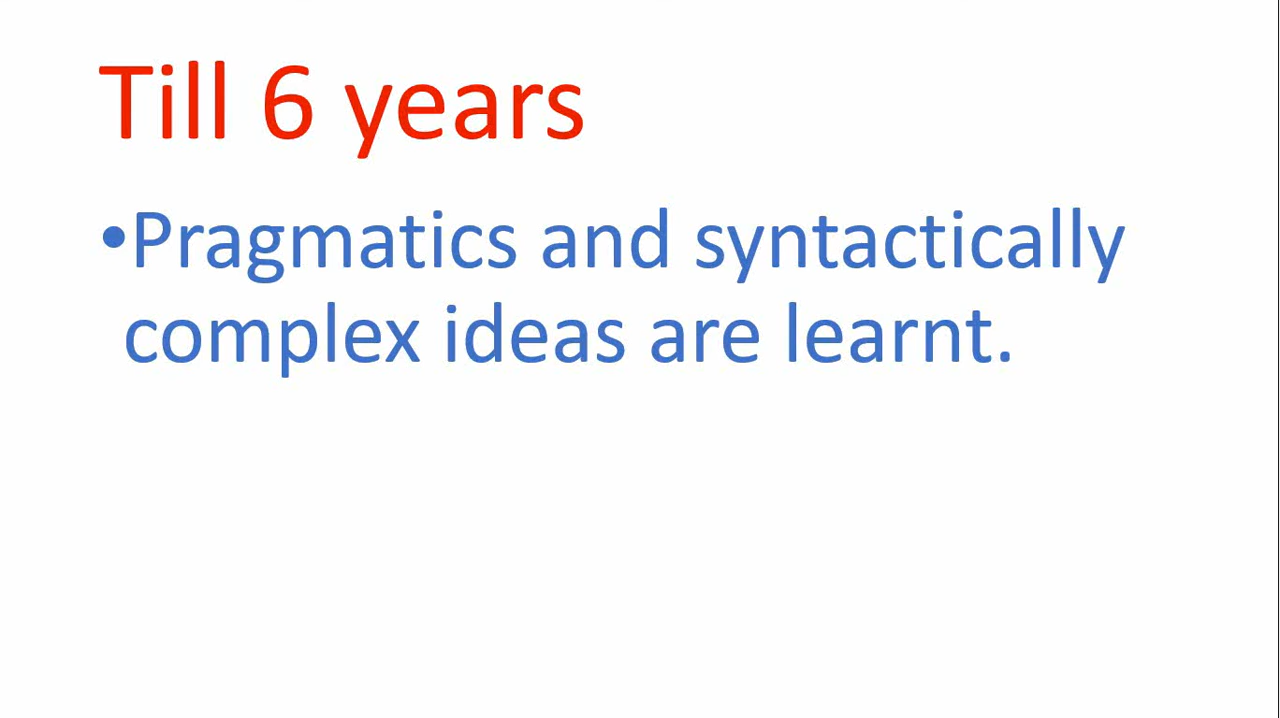 Till 6 years
•Pragmatics and syntactically
complex ideas are learnt.